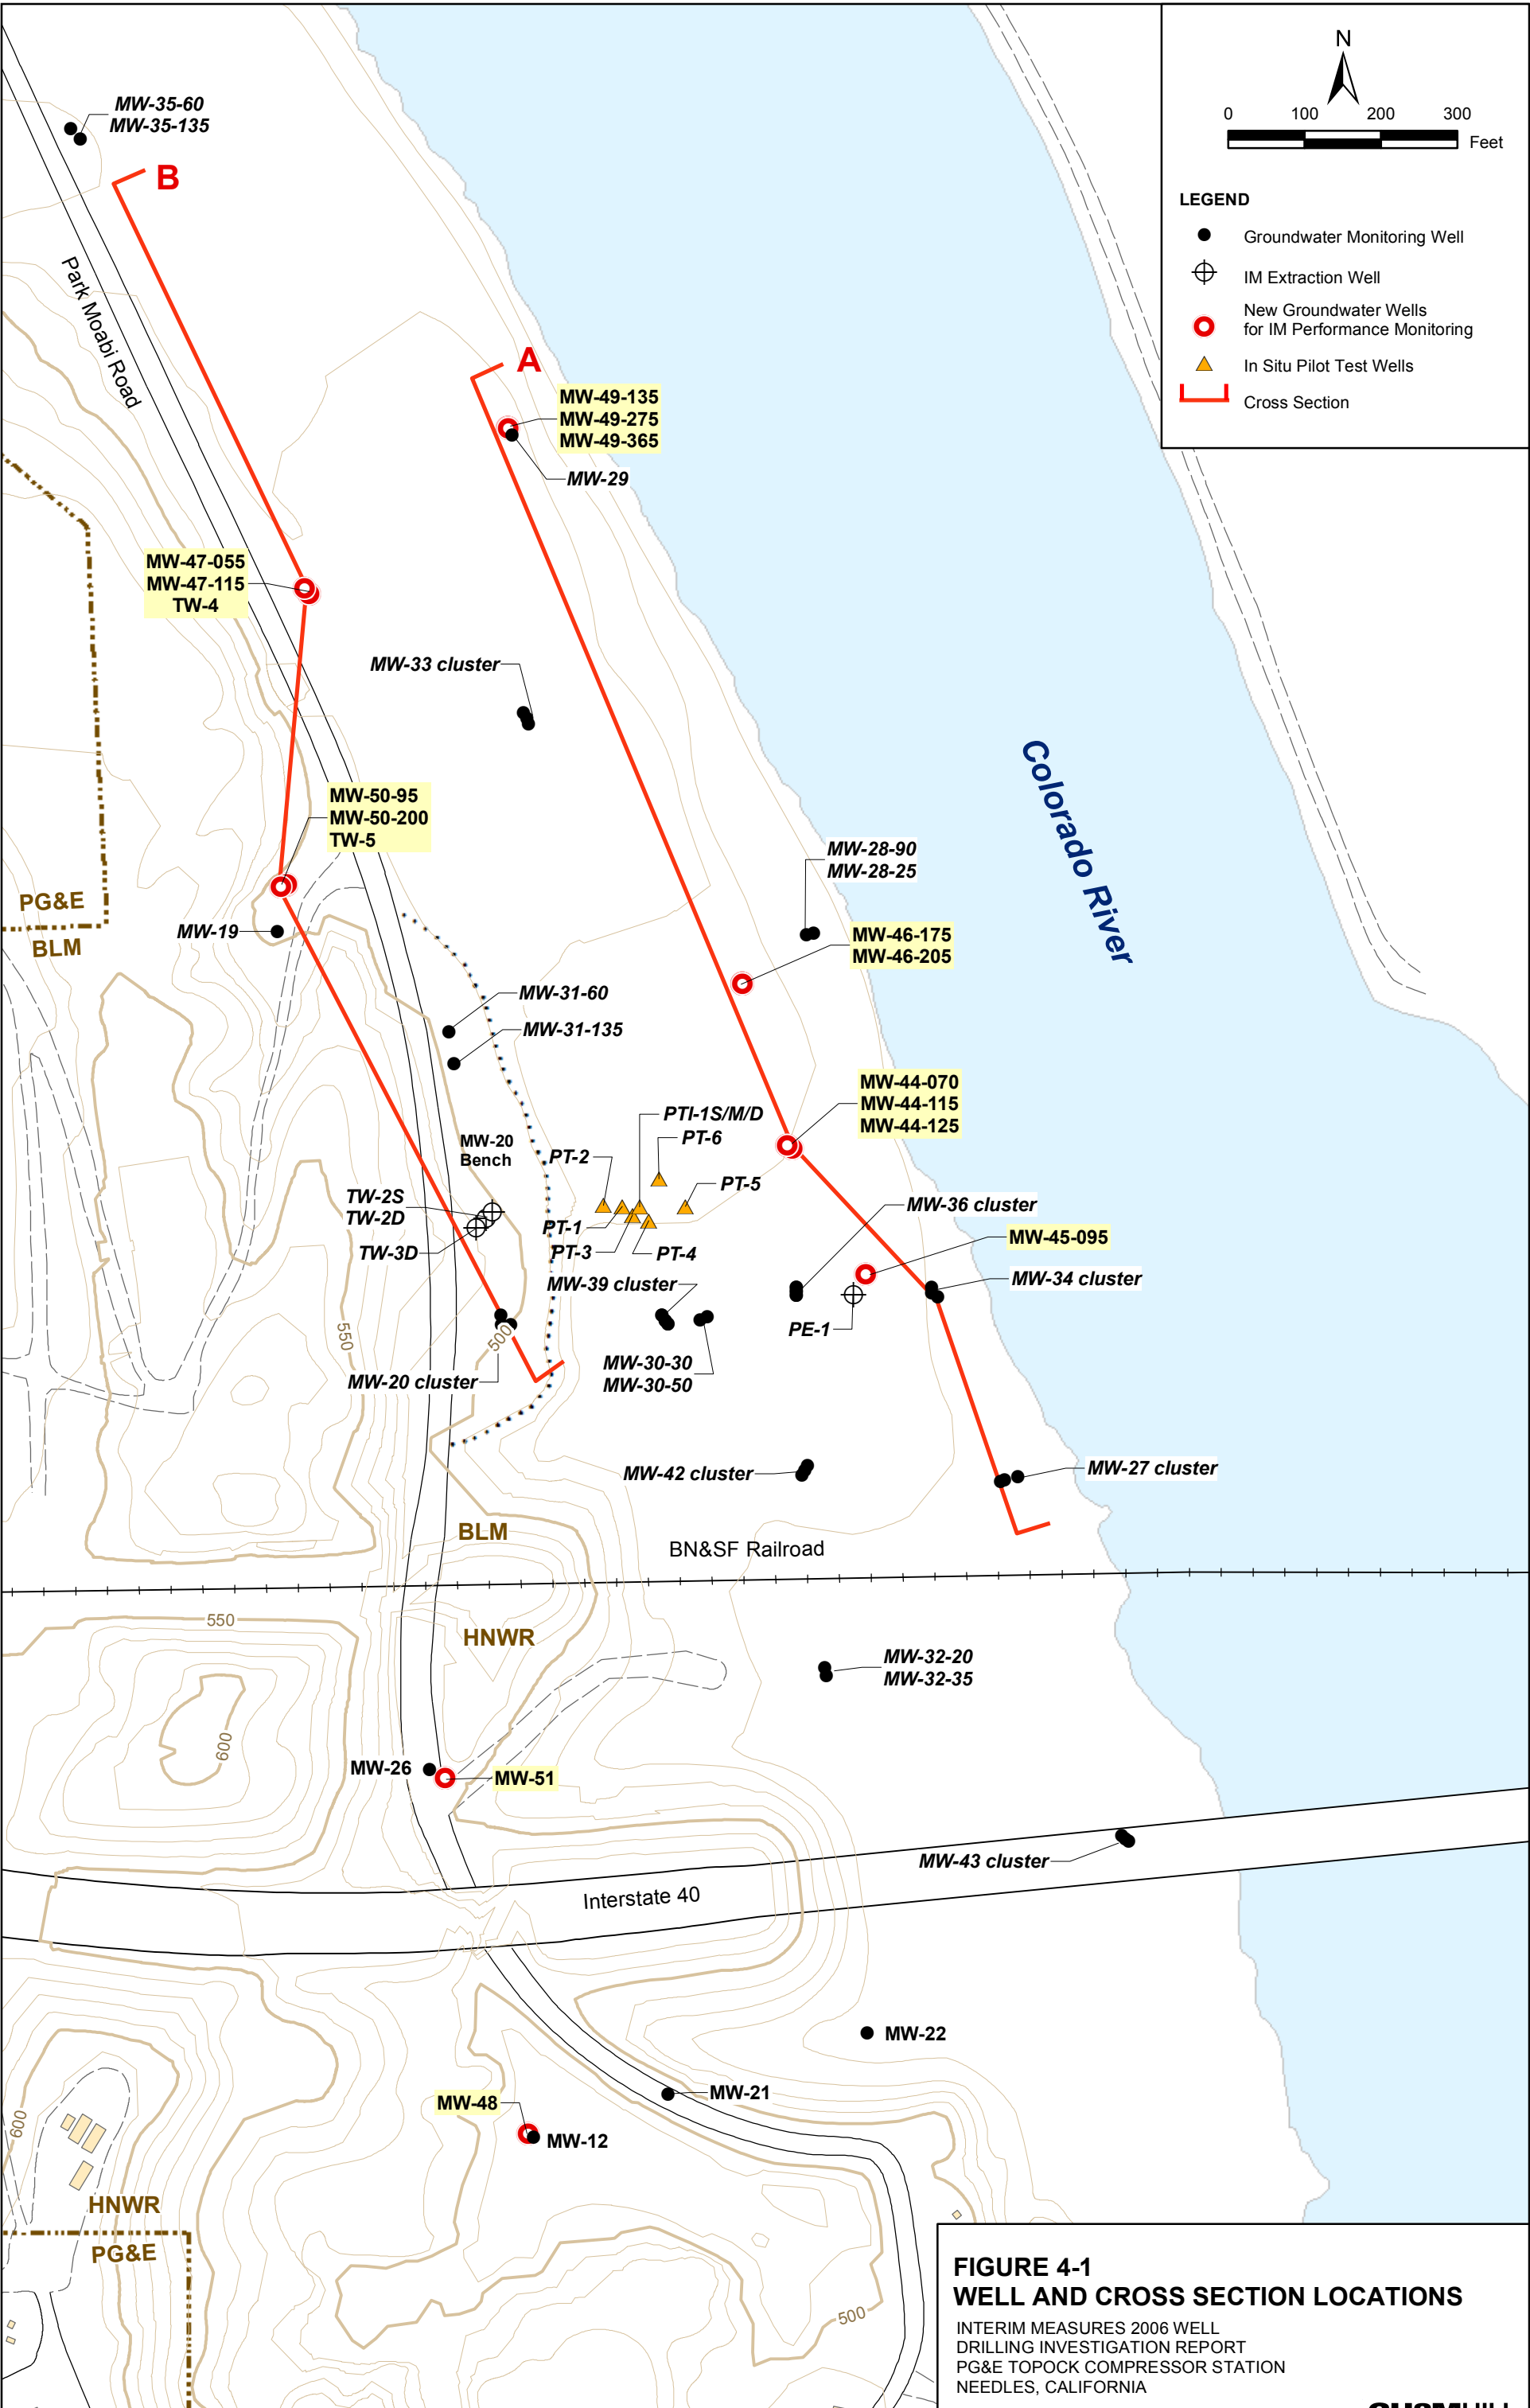 MW-35-60
MW-35-135
B
Park Moabi Road
A
MW-49-135
MW-49-275
MW-49-365
MW-29
MW-47-055
MW-47-115
TW-4
MW-33 cluster
MW-50-95
MW-50-200
TW-5
PG&E
BLM
MW-19
Colorado River
MW-28-90
MW-28-25
MW-46-175
MW-46-205
MW-31-60
MW-31-135
MW-44-070
MW-44-115
MW-44-125
MW-20
Bench
PTI-1S/M/D
PT-6
PT-2
PT-5
TW-2S
TW-2D
PT-1
MW-36 cluster
TW-3D
PT-3
PT-4
MW-45-095
MW-39 cluster
MW-34 cluster
PE-1
550
500
MW-30-30
MW-30-50
MW-20 cluster
MW-42 cluster
MW-27 cluster
BLM
BN&SF Railroad
550
HNWR
MW-32-20
MW-32-35
600
MW-26
MW-51
MW-43 cluster
Interstate 40
MW-22
MW-21
MW-48
MW-12
600
HNWR
PG&E
500
N
0 100 200 300
Feet
LEGEND
Groundwater Monitoring Well
IM Extraction Well
New Groundwater Wells
for IM Performance Monitoring
In Situ Pilot Test Wells
Cross Section
FIGURE 4-1
WELL AND CROSS SECTION LOCATIONS
INTERIM MEASURES 2006 WELL
DRILLING INVESTIGATION REPORT
PG&E TOPOCK COMPRESSOR STATION
NEEDLES, CALIFORNIA